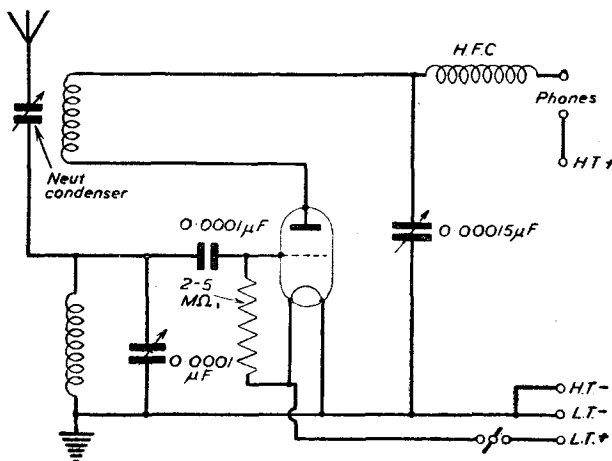 H.F.C
Phones
H.T +
Neut
condenser
0·0001μF
0·00015μF
2-5
MΩ.
0·0001
μF
H.T-
L.T-
L.T.+